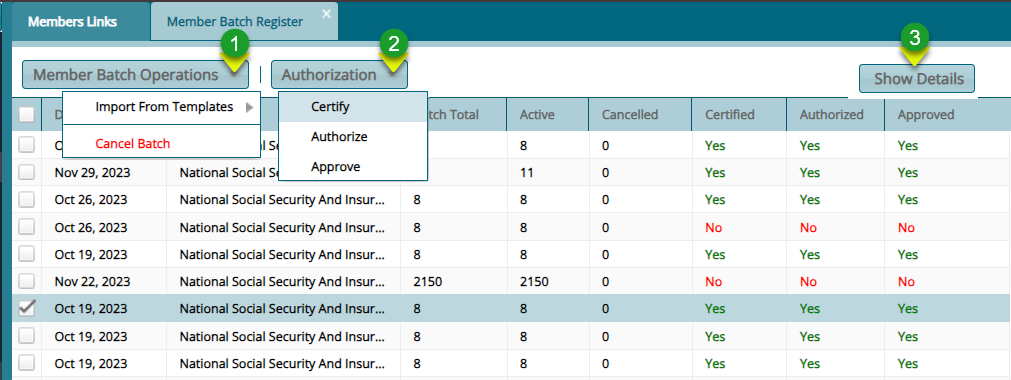 Members Links Member Batch Register ×
1 2 3
Member Batch Operations | Authorization Show Details
Import From Templates Certify
Cancel Batch Authorize
Approve
D tch Total Active Cancelled Certified Authorized Approved
O National Social Se 8 0 Yes Yes Yes
Nov 29, 2023 National Social Se 11 0 Yes Yes Yes
Oct 26, 2023 National Social Security And Insur... 8 8 0 Yes Yes Yes
Oct 26, 2023 National Social Security And Insur... 8 8 0 No No No
Oct 19, 2023 National Social Security And Insur... 8 8 0 Yes Yes Yes
Nov 22, 2023 National Social Security And Insur... 2150 2150 0 No No No
Oct 19, 2023 National Social Security And Insur... 8 8 0 Yes Yes Yes
Oct 19, 2023 National Social Security And Insur... 8 8 0 Yes Yes Yes
Oct 19, 2023 National Social Security And Insur... 8 8 0 Yes Yes Yes